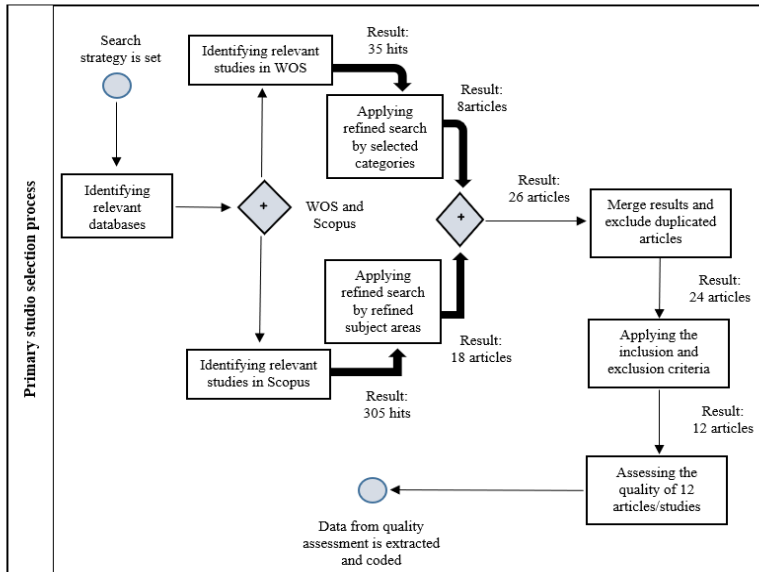 Primary studio selection process
Search
strategy is set
Identifying
relevant
databases
+
WOS and
Scopus
Identifying relevant
studies in WOS
Result:
35 hits
Applying
refined search
by selected
categories
Result:
8articles
Identifying relevant
studies in Scopus
Result:
305 hits
Applying
refined search
by refined
subject areas
Result:
18 articles
+
Result:
26 articles
Merge results and
exclude duplicated
articles
Result:
24 articles
Applying the
inclusion and
exclusion criteria
Result:
12 articles
Assessing the
quality of 12
articles/studies
Data from quality
assessment is extracted
and coded